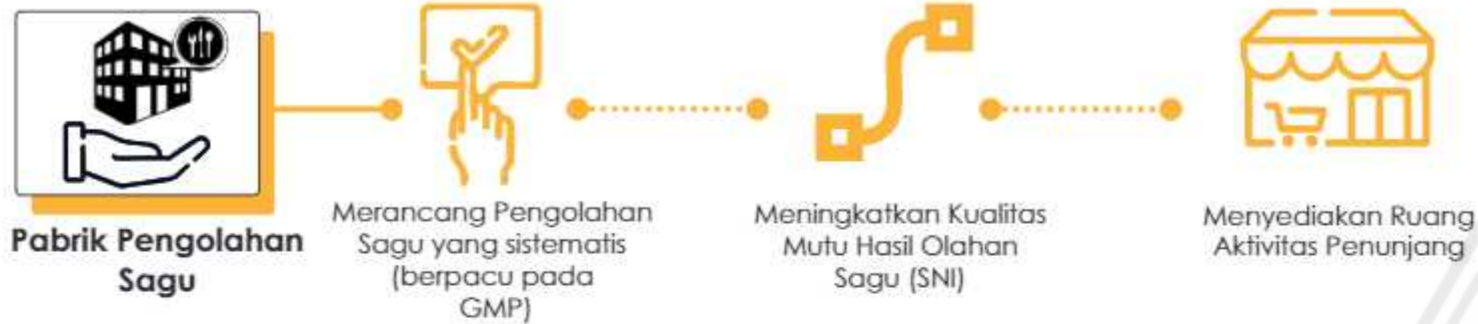 Pabrik Pengolahan
Sagu
Merancang Pengolahan
Sagu yang sistematis
(berpacu pada
GMP)
Meningkatkan Kualitas
Mutu Hasil Olahan
Sagu (SNI)
Menyediakan Ruang
Aktivitas Penunjang